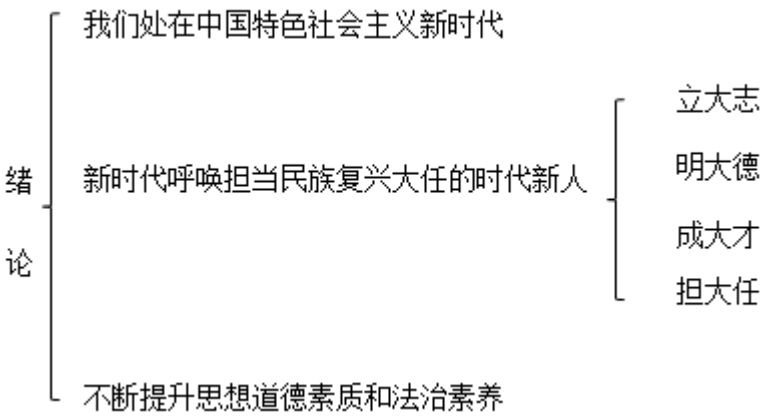 绪论
我们处在中国特色社会主义新时代
新时代呼唤担当民族复兴大任的时代新人
立大志
明大德
成大才
担大任
不断提升思想道德素质和法治素养